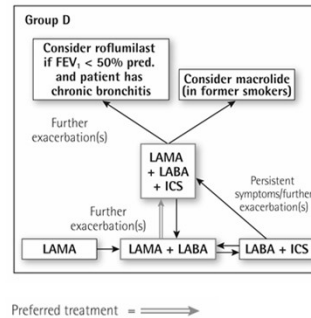 Group D
Consider roflumilast
if FEV₁ < 50% pred.
and patient has
chronic bronchitis
Consider macrolide
(in former smokers)
Further
exacerbation(s)
LAMA
+ LABA
+ ICS
Persistent
symptoms/further
exacerbation(s)
Further
exacerbation(s)
LAMA
LAMA + LABA
LABA + ICS
Preferred treatment =